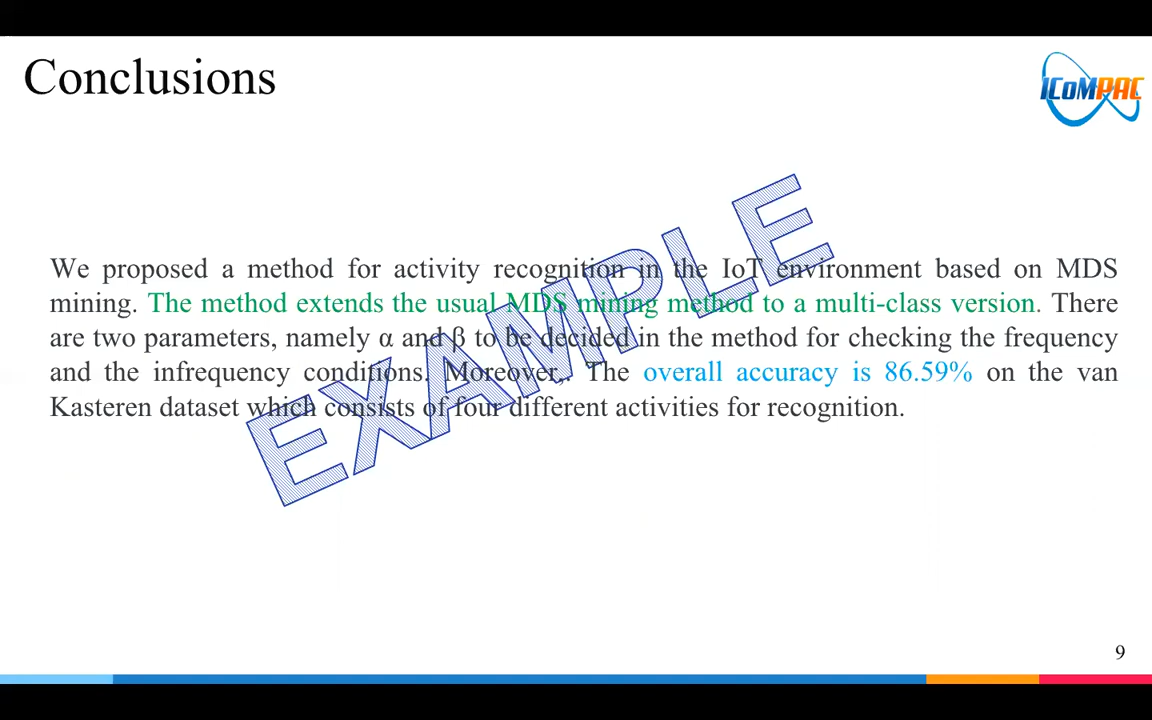 Conclusions
ICoMPAC
We proposed a method for activity recognition in the IoT environment based on MDS
mining. The method extends the usual MDS mining method to a multi-class version. There
are two parameters, namely α and β to be decided in the method for checking the frequency
and the infrequency conditions. Moreover,. The overall accuracy is 86.59% on the van
Kasteren dataset which consists of four different activities for recognition.
EXAMPLE
9